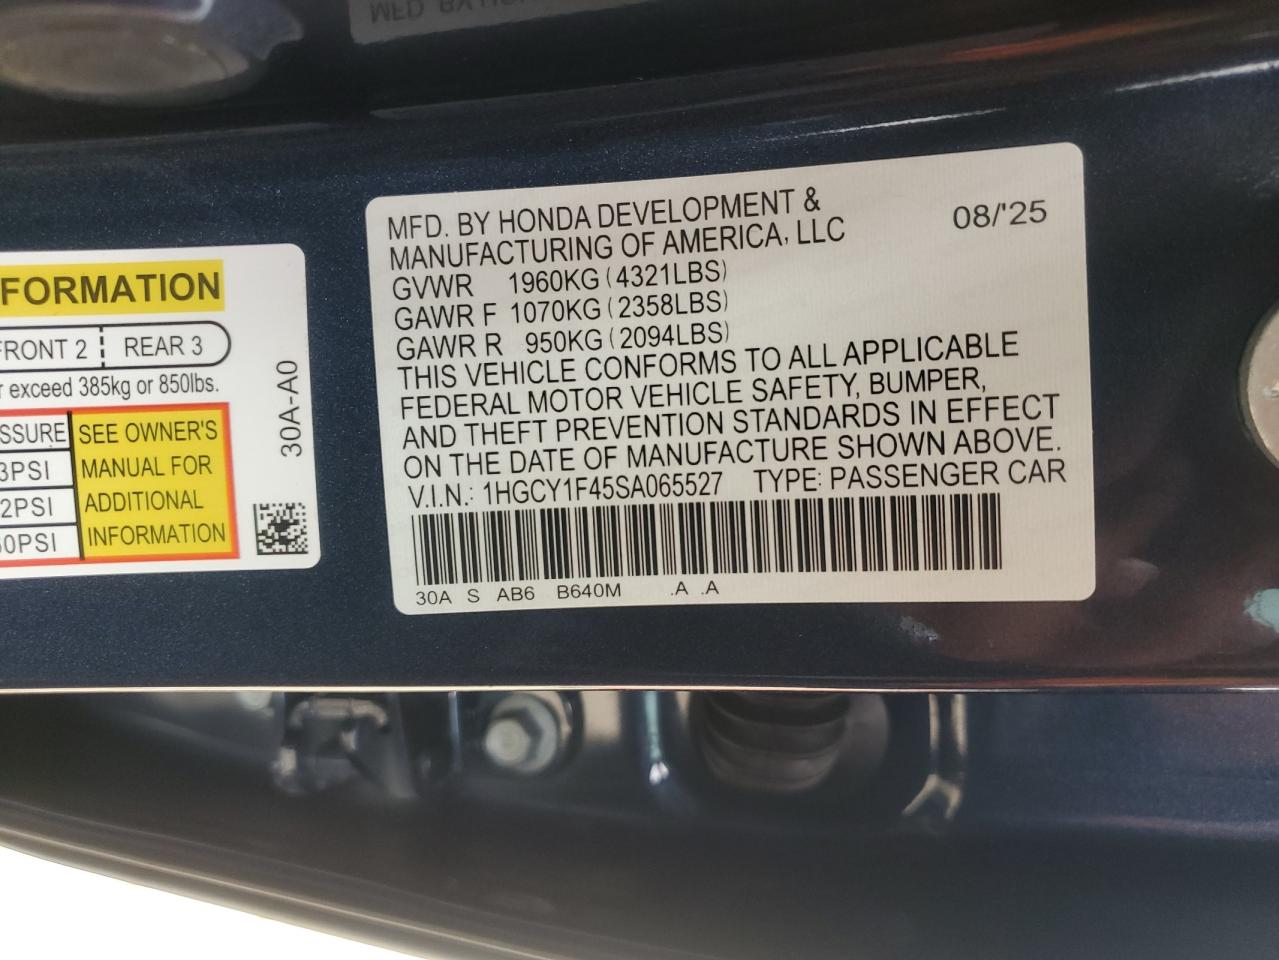 FORMATION
FRONT 2 REAR 3
r exceed 385kg or 850lbs.
SSURE
3PSI
2PSI
60PSI
SEE OWNER'S
MANUAL FOR
ADDITIONAL
INFORMATION
30A-A0
MFD. BY HONDA DEVELOPMENT &
MANUFACTURING OF AMERICA, LLC
08/'25
GVWR 1960KG (4321LBS)
GAWR F 1070KG (2358LBS)
GAWR R 950KG (2094LBS)
THIS VEHICLE CONFORMS TO ALL APPLICABLE
FEDERAL MOTOR VEHICLE SAFETY, BUMPER,
AND THEFT PREVENTION STANDARDS IN EFFECT
ON THE DATE OF MANUFACTURE SHOWN ABOVE.
V.I.N.: 1HGCY1F45SA065527 TYPE: PASSENGER CAR
30A S AB6 B640M .A .A